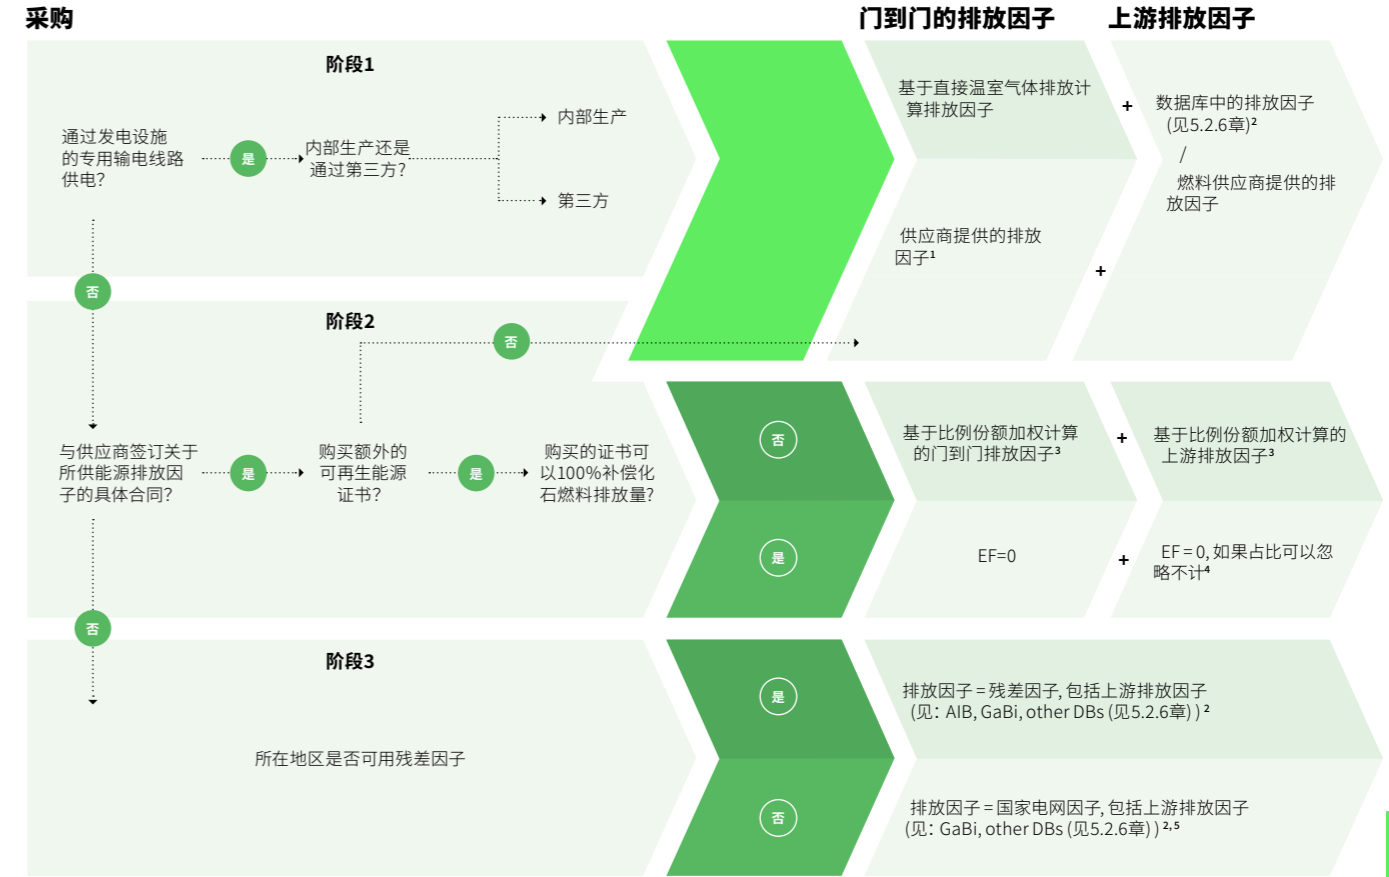 采购
门到门的排放因子
上游排放因子
阶段1
通过发电设施
的专用输电线路
供电?
是
内部生产还是
通过第三方?
内部生产
第三方
基于直接温室气体排放计
算排放因子
+
数据库中的排放因子
(见5.2.6章)²
/
燃料供应商提供的排
放因子
供应商提供的排放
因子¹
+
否
阶段2
否
与供应商签订关于
所供能源排放因
子的具体合同?
是
购买额外的
可再生能源
证书?
是
购买的证书可
以100%补偿化
石燃料排放量?
否
基于比例份额加权计算
的门到门排放因子³
+
基于比例份额加权计算的
上游排放因子³
是
EF=0
+
EF = 0, 如果占比可以忽
略不计⁴
否
阶段3
所在地区是否可用残差因子
是
排放因子 = 残差因子, 包括上游排放因子
(见: AIB, GaBi, other DBs (见5.2.6章) ) ²
否
排放因子 = 国家电网因子, 包括上游排放因子
(见: GaBi, other DBs (见5.2.6章) ) ²,⁵